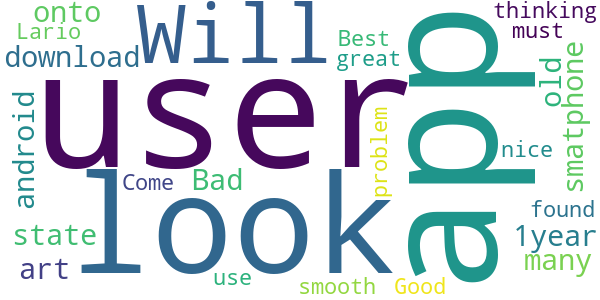 onto
Will
thinking
Lario
must
download
Best
great
user
app
old
smatphone
android
problem
nice
look
Come
Bad
found
state
1year
art
many
use
smooth
Good